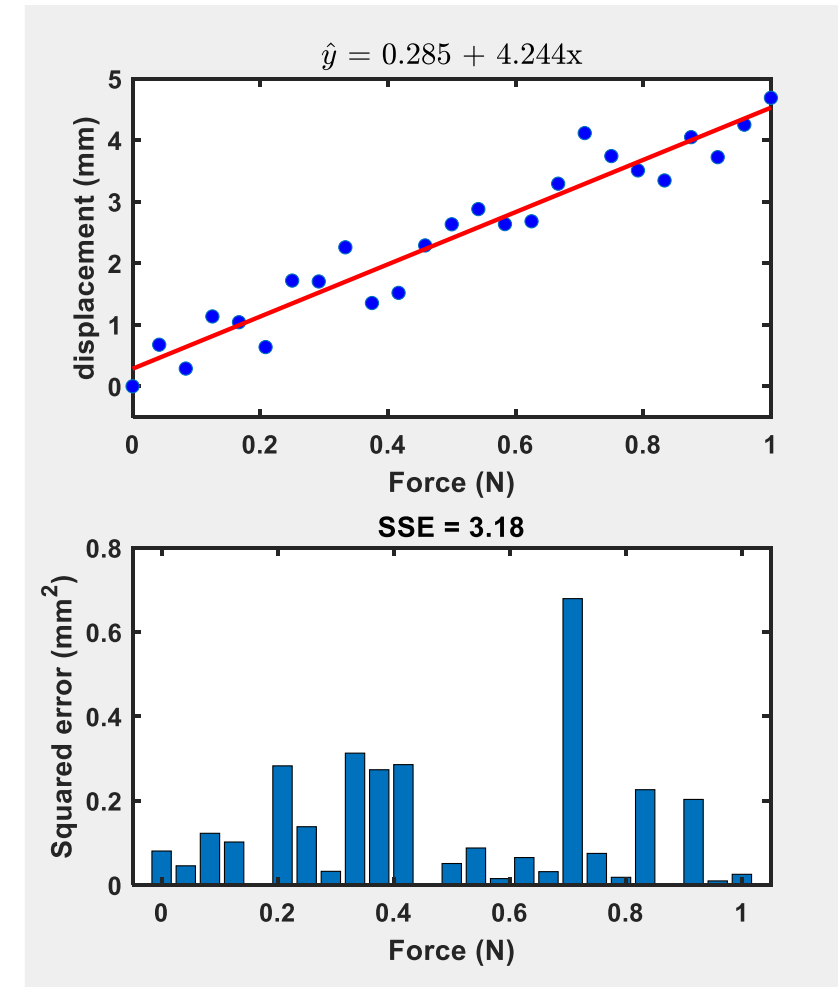 ŷ = 0.285 + 4.244x
5
4
3
2
1
0
displacement (mm)
0 0.2 0.4 0.6 0.8 1
Force (N)
SSE = 3.18
0.8
0.6
0.4
0.2
0
Squared error (mm²)
0 0.2 0.4 0.6 0.8 1
Force (N)